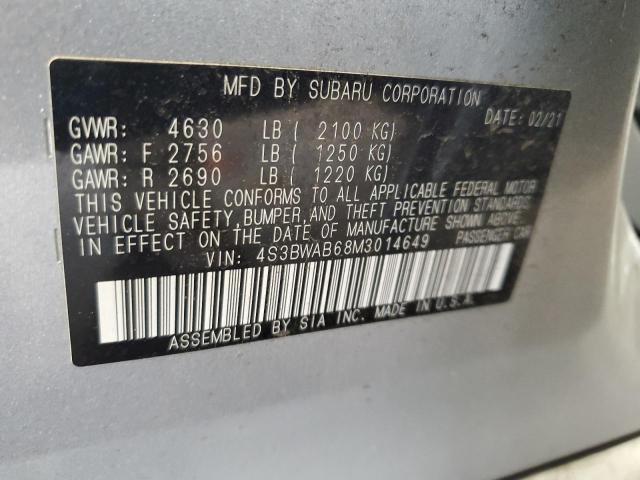 MFD BY SUBARU CORPORATION
DATE: 02/21
GVWR: 4630 LB ( 2100 KG)
GAWR: F 2756 LB ( 1250 KG)
GAWR: R 2690 LB ( 1220 KG)
THIS VEHICLE CONFORMS TO ALL APPLICABLE FEDERAL MOTOR
VEHICLE SAFETY, BUMPER, AND THEFT PREVENTION STANDARDS
IN EFFECT ON THE DATE OF MANUFACTURE SHOWN ABOVE.
VIN: 4S3BWAB68M3014649 PASSENGER CAR
ASSEMBLED BY SIA INC. MADE IN U.S.A.